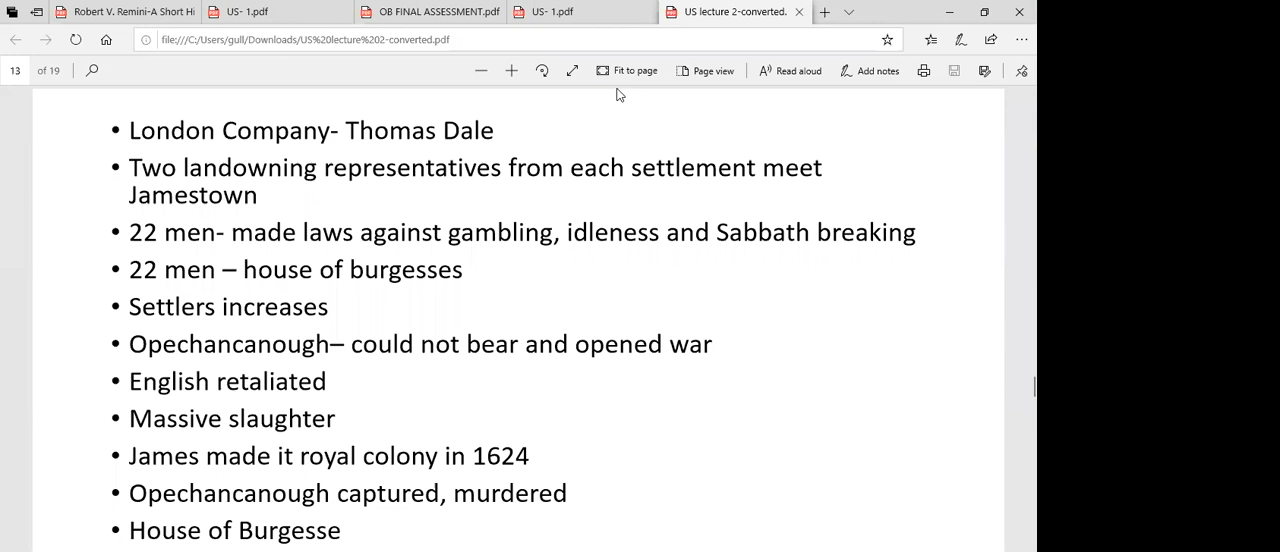 Robert V. Remini-A Short Hi
US- 1.pdf
OB FINAL ASSESSMENT.pdf
US- 1.pdf
US lecture 2-converted.
file:///C:/Users/gull/Downloads/US%20lecture%202-converted.pdf
13 of 19
Fit to page
Page view
Read aloud
Add notes
• London Company- Thomas Dale
• Two landowning representatives from each settlement meet
Jamestown
• 22 men- made laws against gambling, idleness and Sabbath breaking
• 22 men – house of burgesses
• Settlers increases
• Opechancanough– could not bear and opened war
• English retaliated
• Massive slaughter
• James made it royal colony in 1624
• Opechancanough captured, murdered
• House of Burgesse